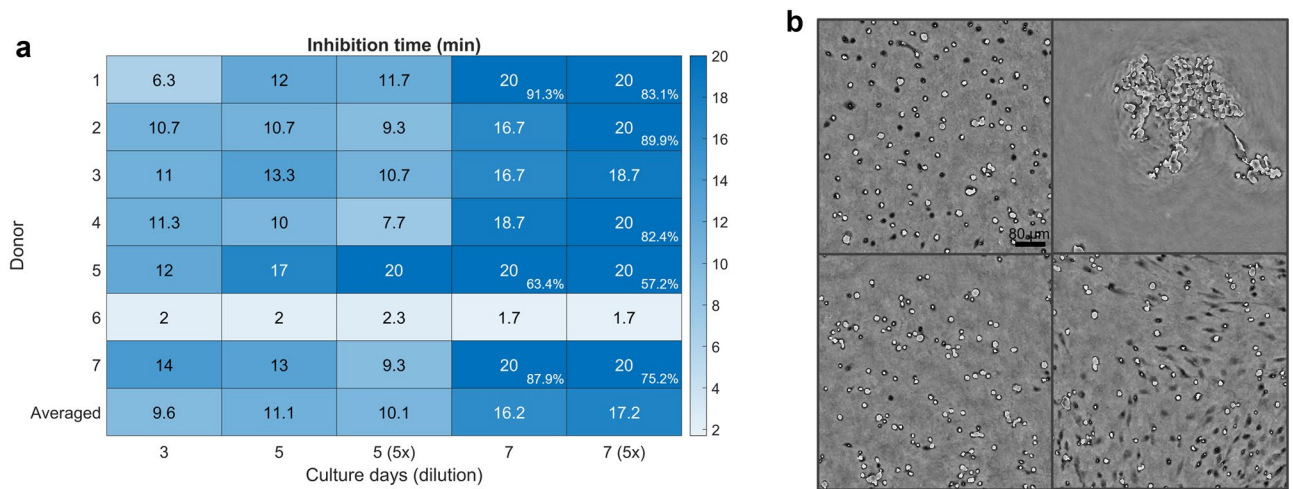 a
b
Inhibition time (min)
1 6.3 12 11.7 20 91.3% 20 83.1%
2 10.7 10.7 9.3 16.7 20 89.9%
3 11 13.3 10.7 16.7 18.7
4 11.3 10 7.7 18.7 20 82.4%
5 12 17 20 20 63.4% 20 57.2%
6 2 2 2.3 1.7 1.7
7 14 13 9.3 20 87.9% 20 75.2%
Averaged 9.6 11.1 10.1 16.2 17.2
3 5 5 (5x) 7 7 (5x)
Culture days (dilution)
Donor
20
18
16
14
12
10
8
6
4
2
80 µm